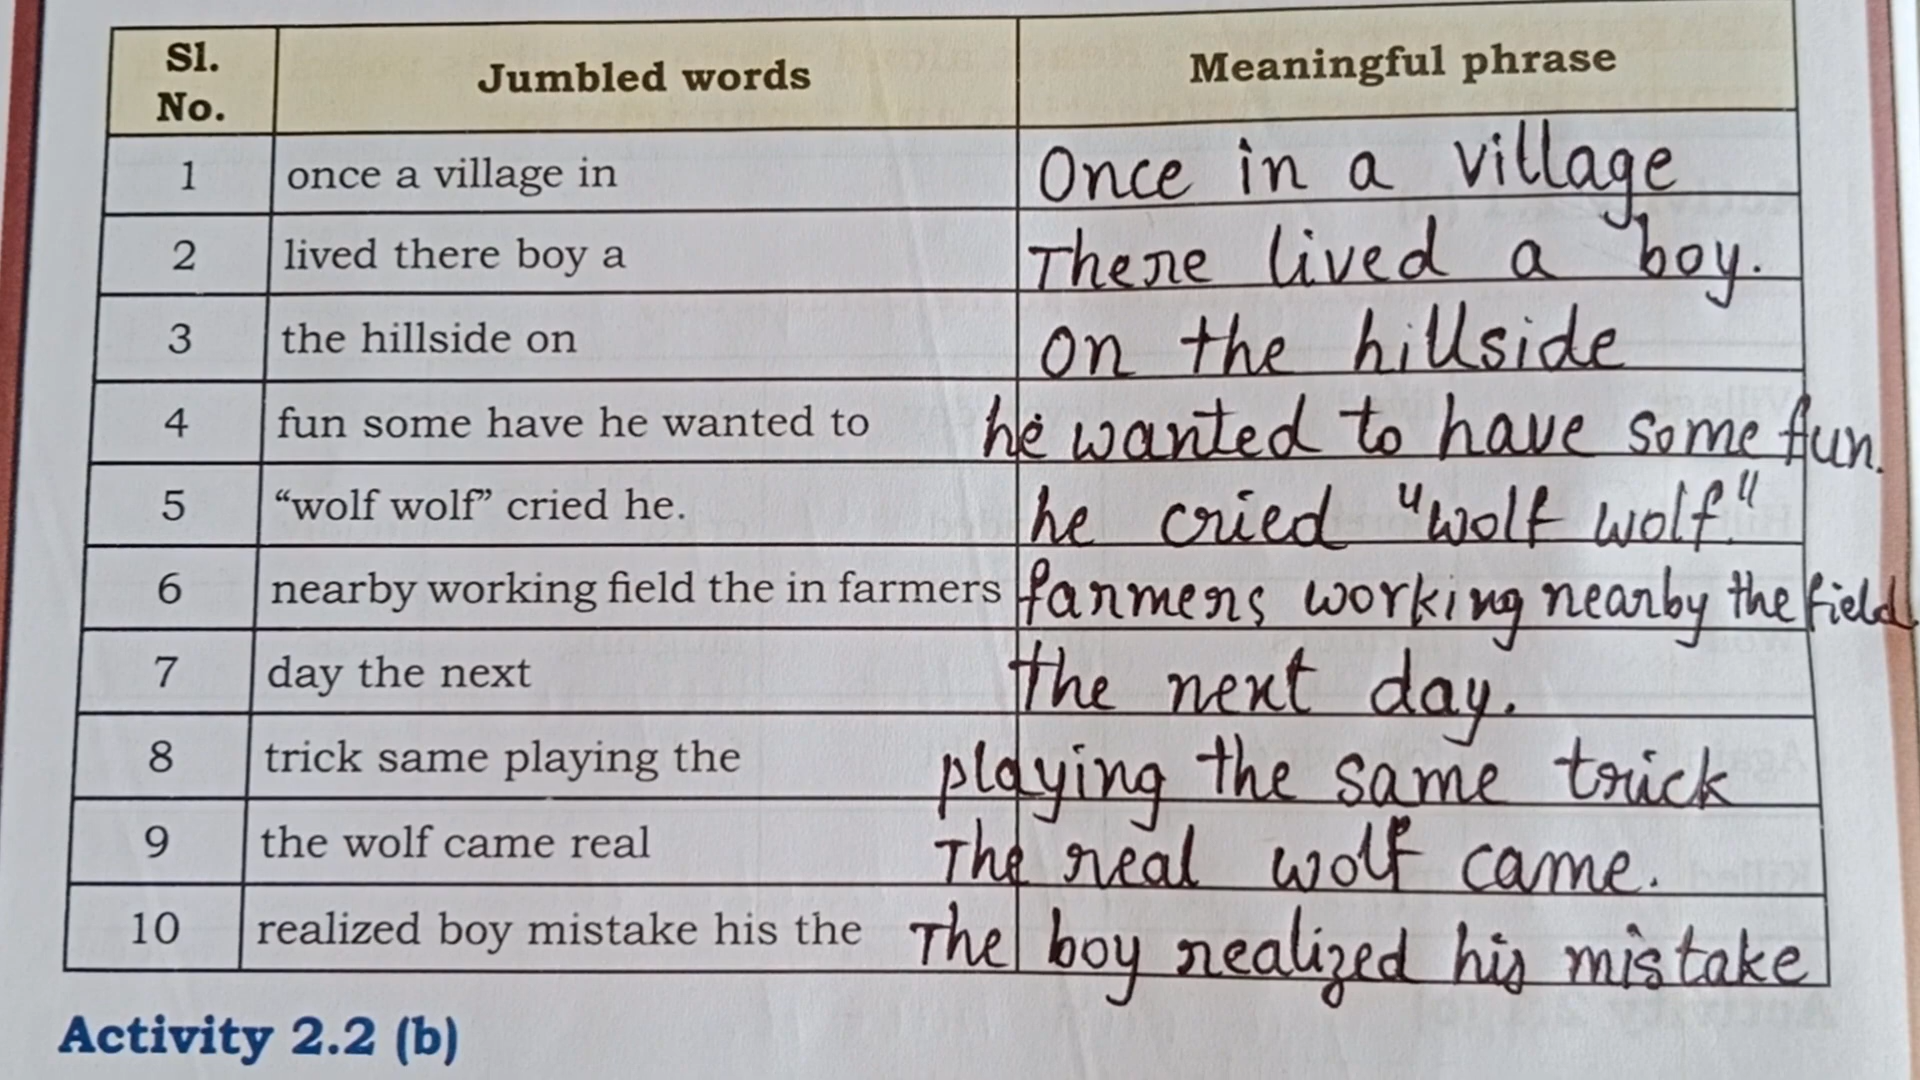 Sl. No. Jumbled words Meaningful phrase
1 once a village in Once in a village
2 lived there boy a There lived a boy.
3 the hillside on on the hillside
4 fun some have he wanted to he wanted to have some fun.
5 “wolf wolf” cried he. he cried "wolf wolf."
6 nearby working field the in farmers farmers working nearby the field
7 day the next the next day.
8 trick same playing the playing the same trick
9 the wolf came real The real wolf came.
10 realized boy mistake his the The boy realized his mistake
Activity 2.2 (b)